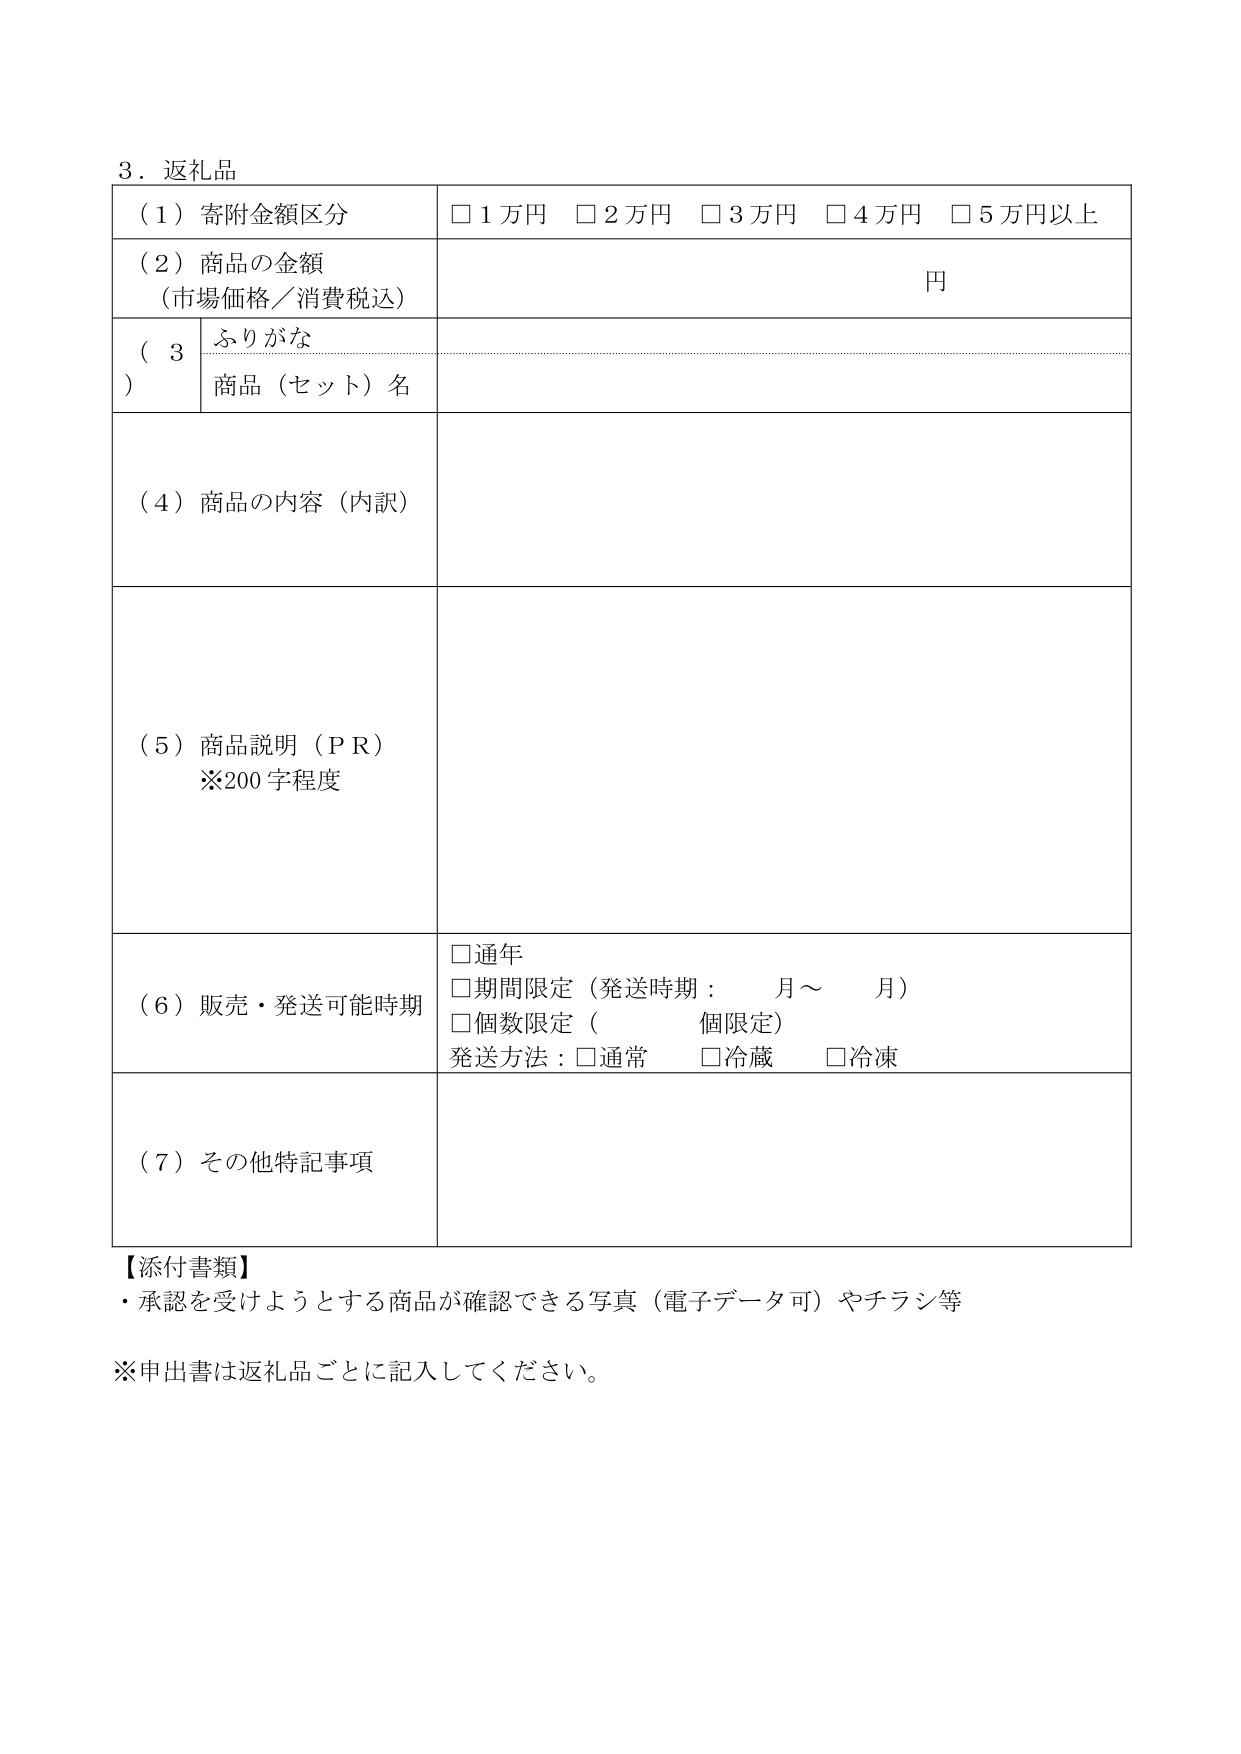 ３．返礼品
（１）寄附金額区分
□１万円　□２万円　□３万円　□４万円　□５万円以上
（２）商品の金額
（市場価格／消費税込）
円
（３
）
ふりがな
商品（セット）名
（４）商品の内容（内訳）
（５）商品説明（ＰＲ）
※200 字程度
（６）販売・発送可能時期
□通年
□期間限定（発送時期：　　月～　　月）
□個数限定（　　　　個限定）
発送方法：□通常　　□冷蔵　　□冷凍
（７）その他特記事項
【添付書類】
・承認を受けようとする商品が確認できる写真（電子データ可）やチラシ等
※申出書は返礼品ごとに記入してください。